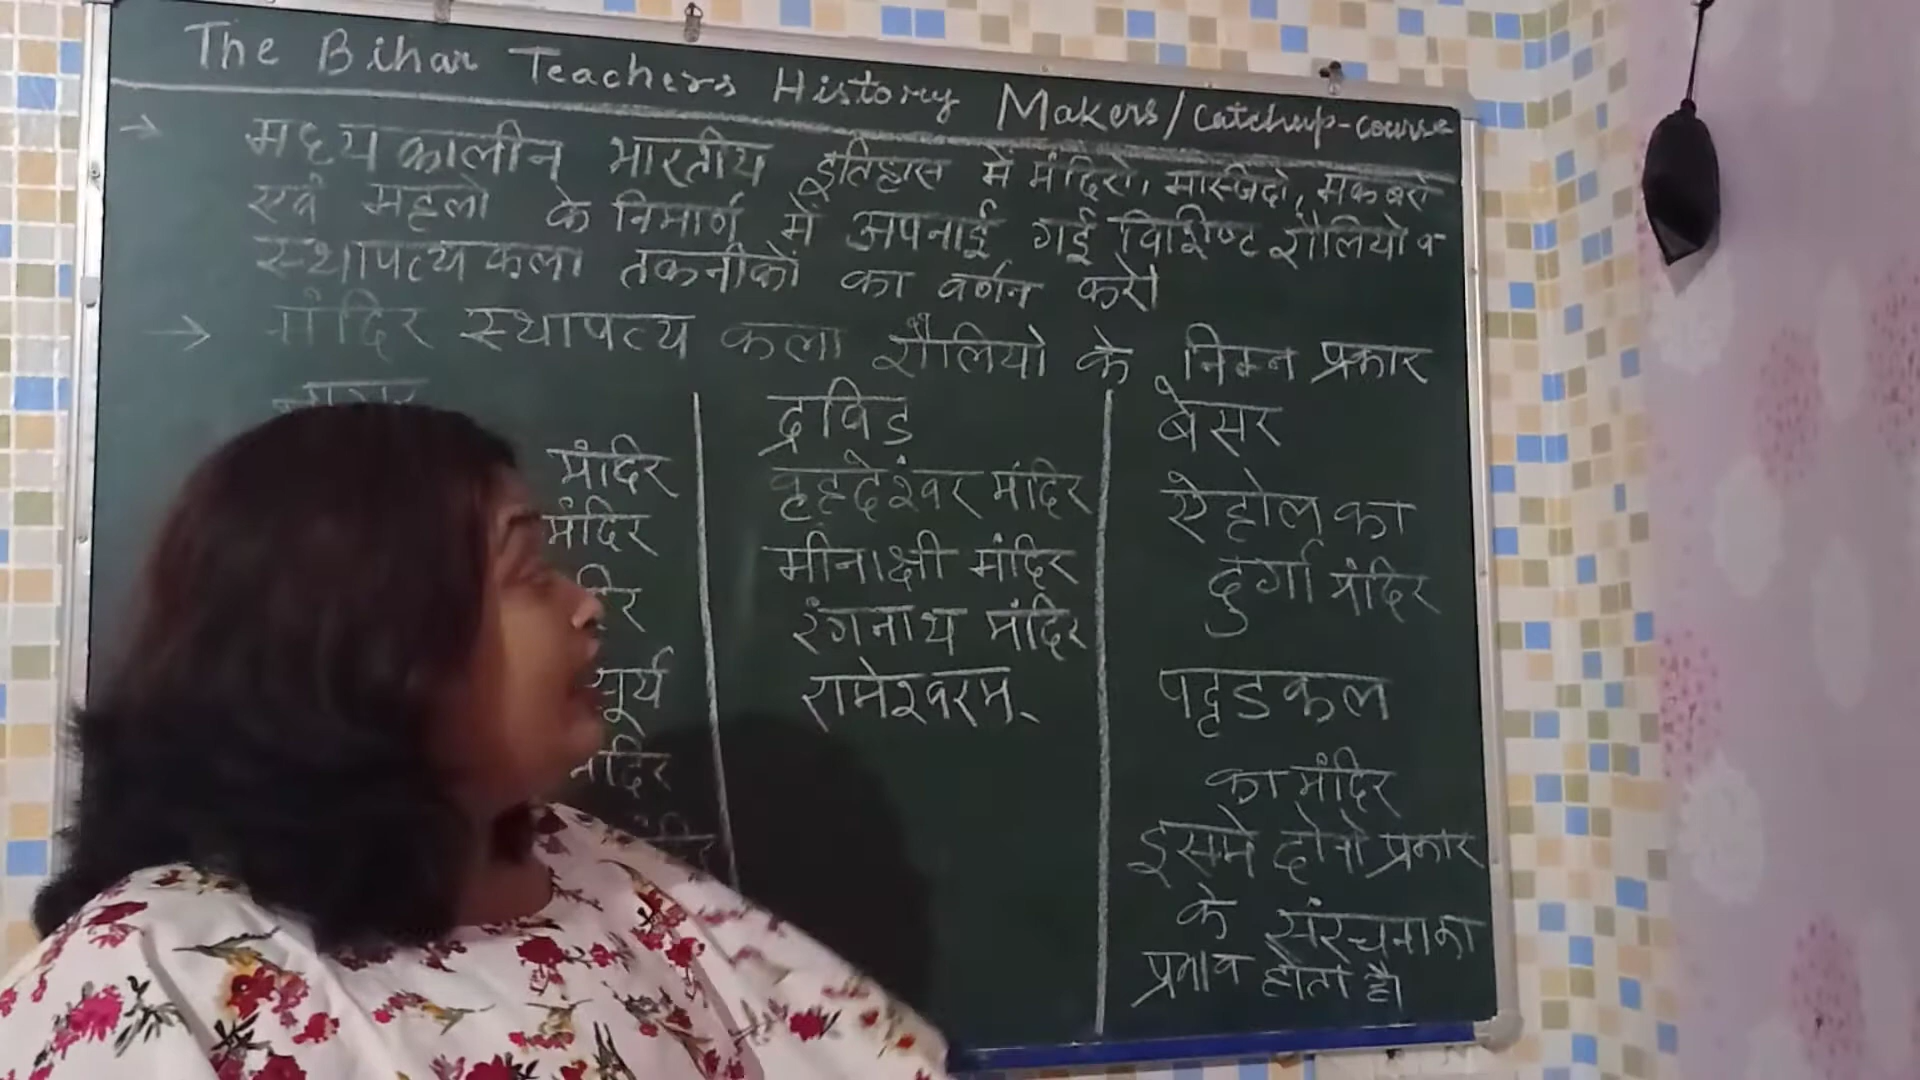 The Bihar Teachers History Makers/Catchup-course
→ मध्यकालीन भारतीय इतिहास में मंदिरो, मस्जिदो, मकबरो
एवं महलो के निमार्ण में अपनाई गई विशिष्ट शैलियो व
स्थापत्यकला तकनीकों का वर्णन करे।
→ मंदिर स्थापत्य कला शैलियो के निम्न प्रकार
मंदिर
मंदिर
सूर्य
मंदिर
द्रविड
वृहदेश्वर मंदिर
मीनाक्षी मंदिर
रंगनाथ मंदिर
रामेश्वरम
बेसर
ऐहोल का
दुर्गा मंदिर
पट्टडकल
का मंदिर
इसमे दोनो प्रकार
के संरचना का
प्रभाव होता है।